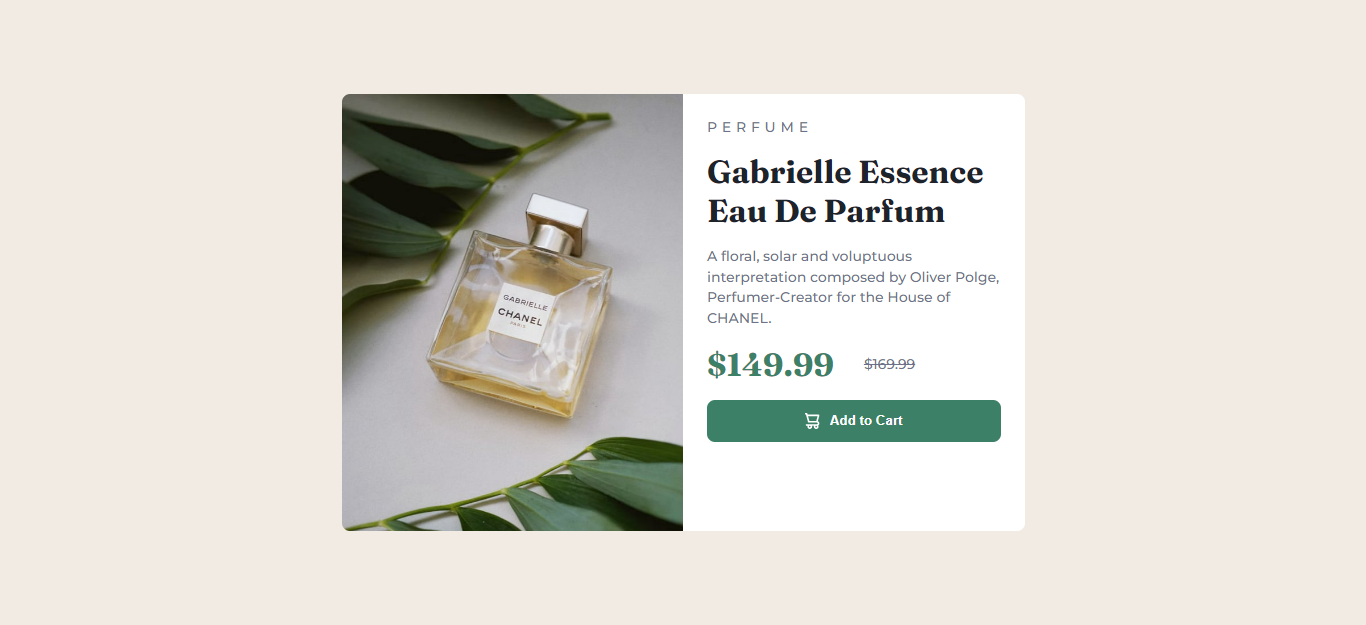 PERFUME
Gabrielle Essence
Eau De Parfum
A floral, solar and voluptuous
interpretation composed by Oliver Polge,
Perfumer-Creator for the House of
CHANEL.
$149.99 $169.99
Add to Cart
GABRIELLE
CHANEL
PARIS